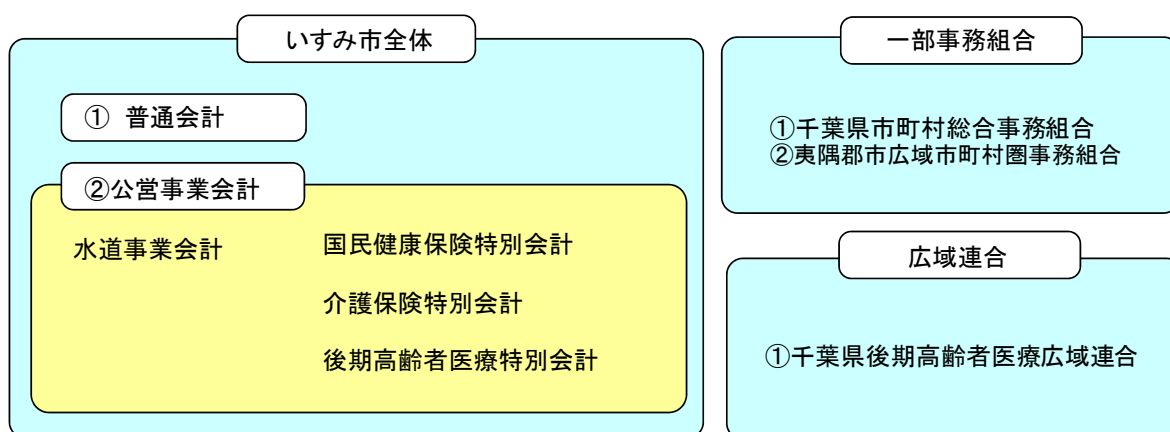 いすみ市全体
① 普通会計
②公営事業会計
水道事業会計
国民健康保険特別会計
介護保険特別会計
後期高齢者医療特別会計
一部事務組合
①千葉県市町村総合事務組合
②夷隅郡市広域市町村圏事務組合
広域連合
①千葉県後期高齢者医療広域連合